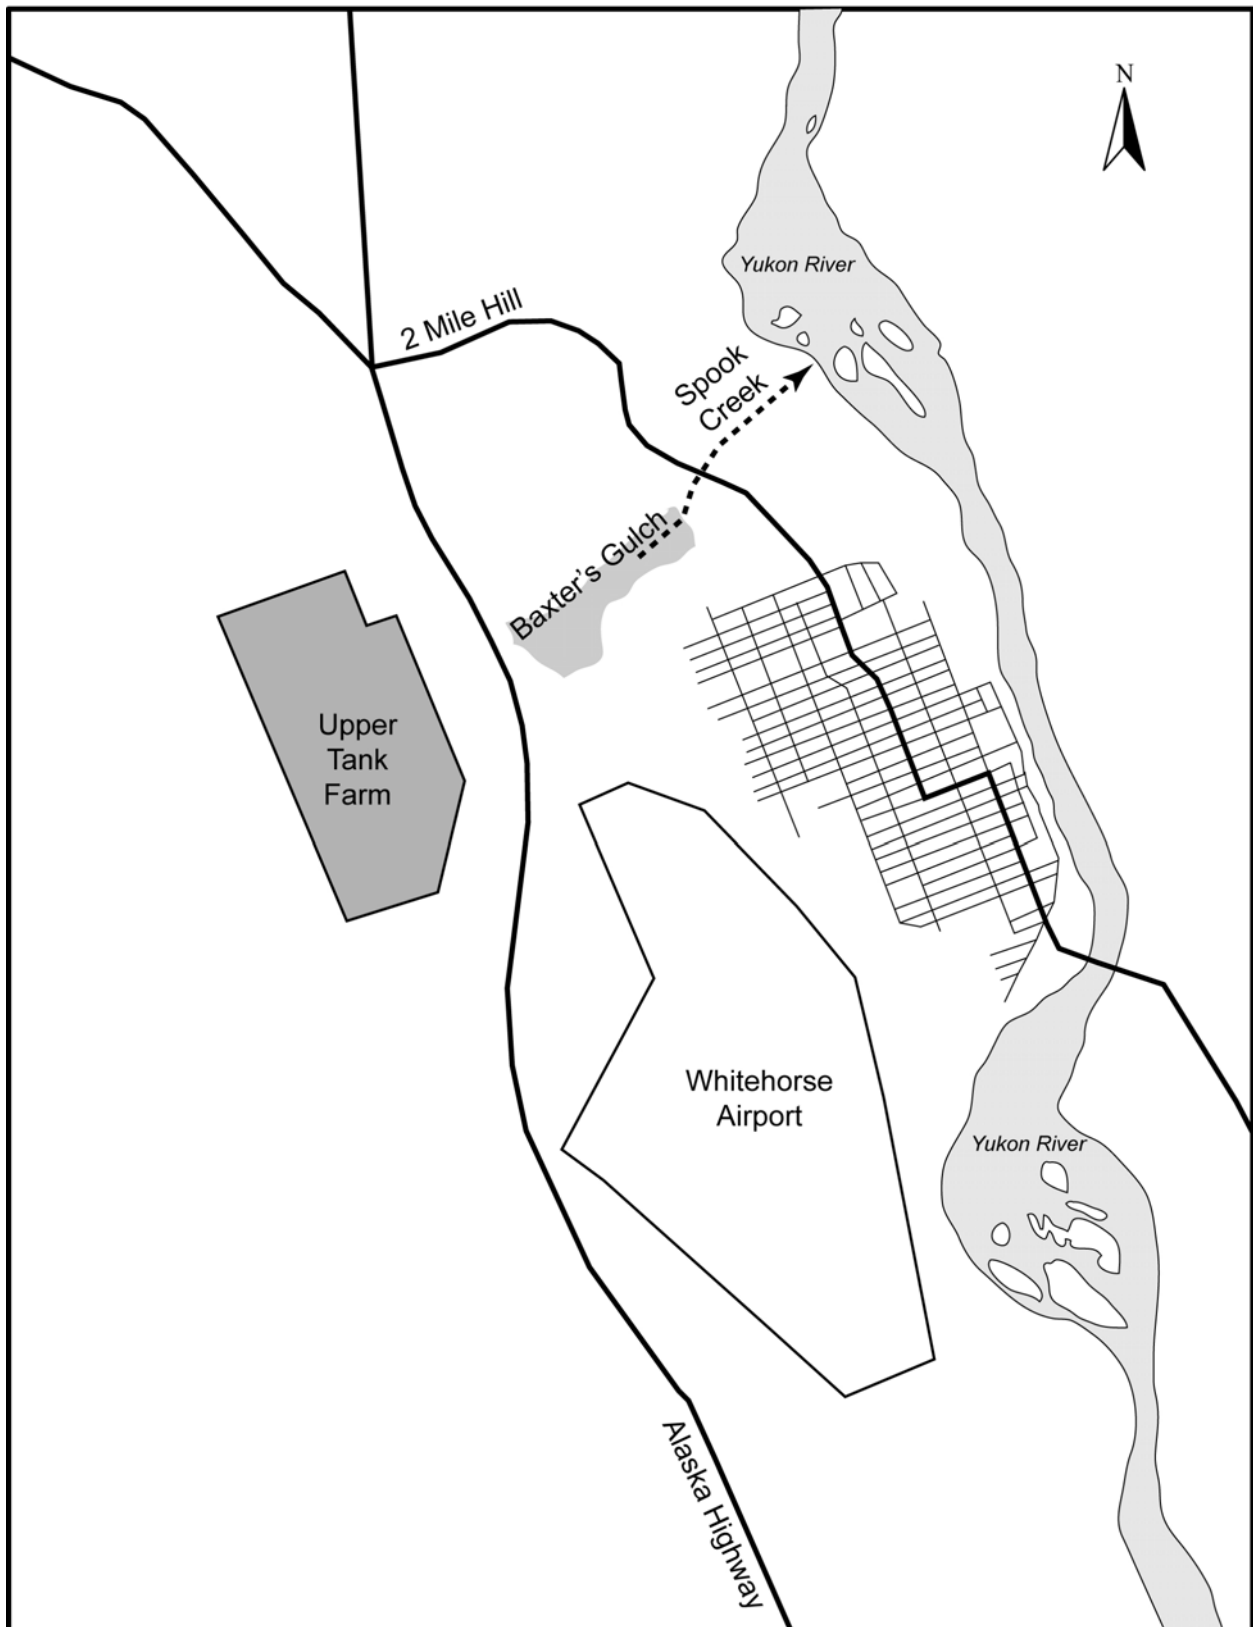 N
Yukon River
2 Mile Hill
Spook
Creek
Baxter's Gulch
Upper
Tank
Farm
Whitehorse
Airport
Yukon River
Alaska Highway